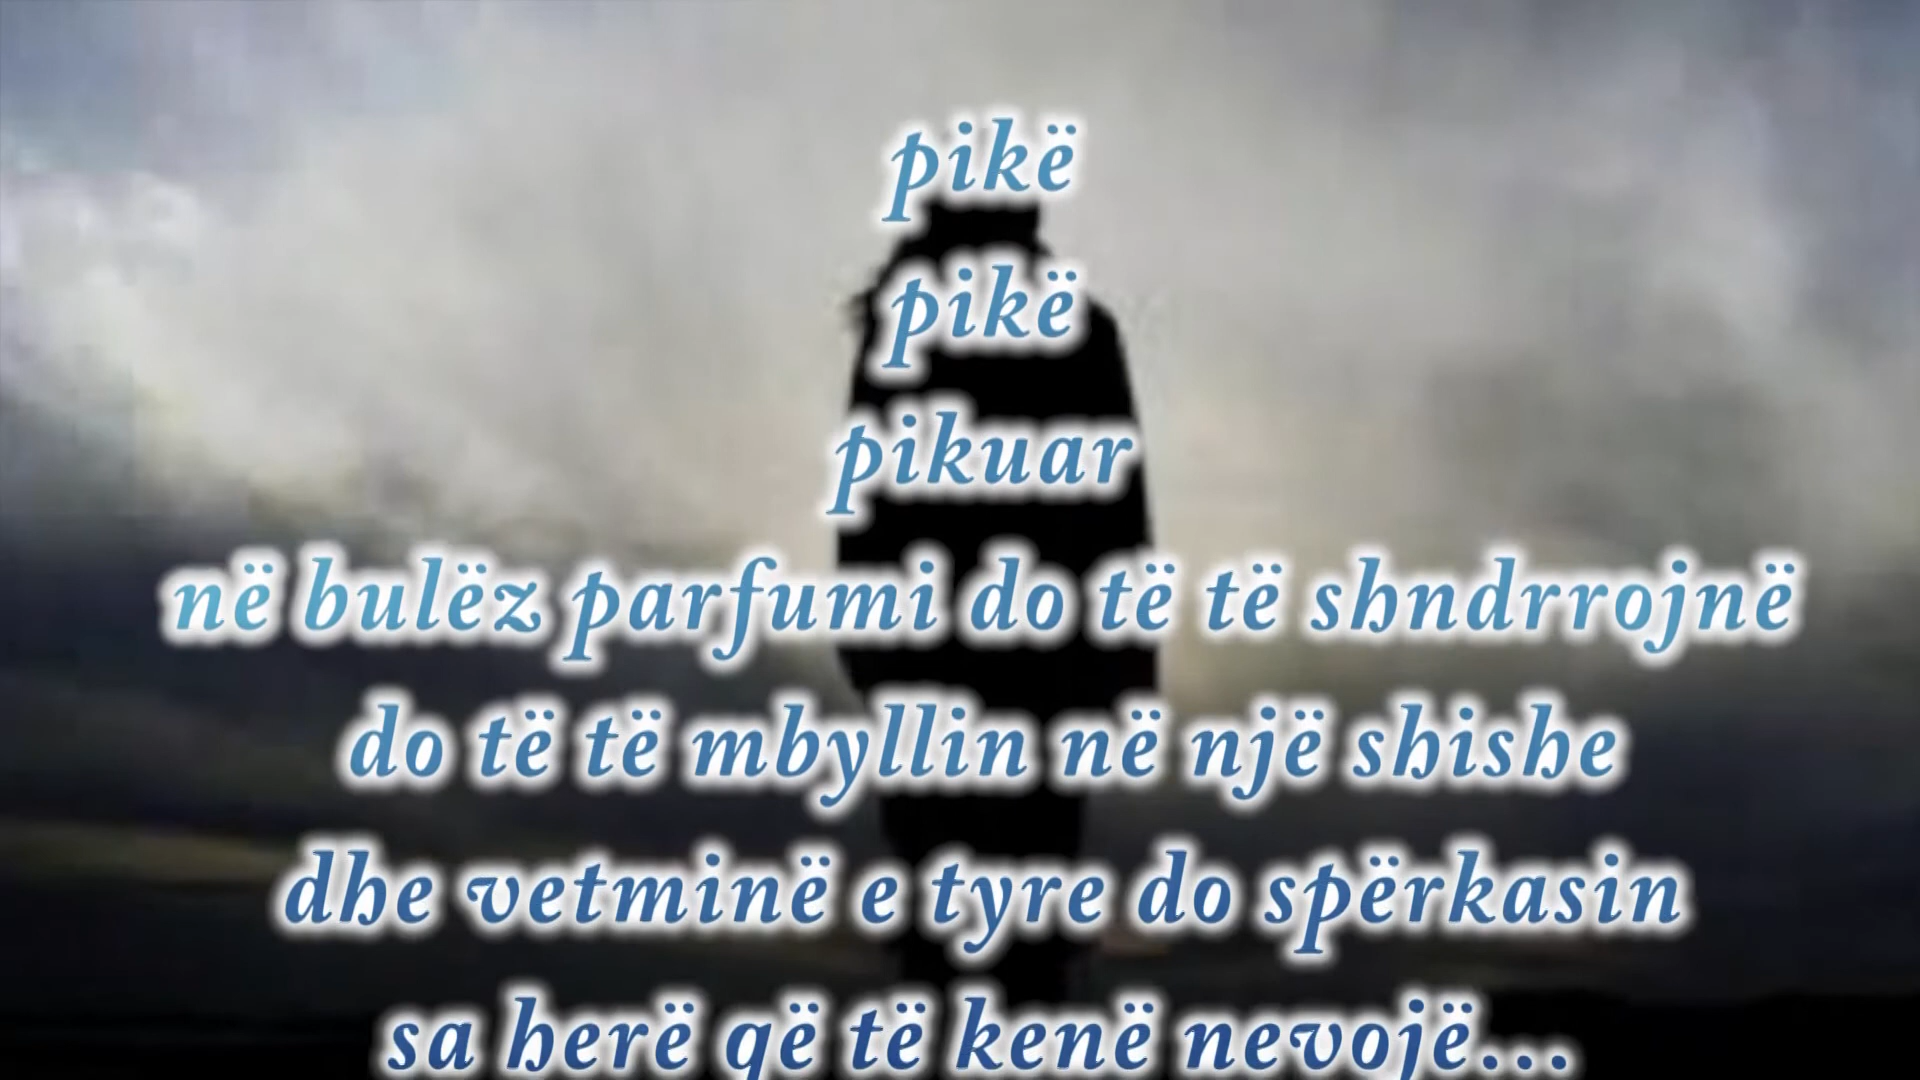 pikë
pikë
pikuar
në bulëz parfumi do të të shndrrojnë
do të të mbyllin në një shishe
dhe vetminë e tyre do spërkasin
sa herë që të kenë nevojë...